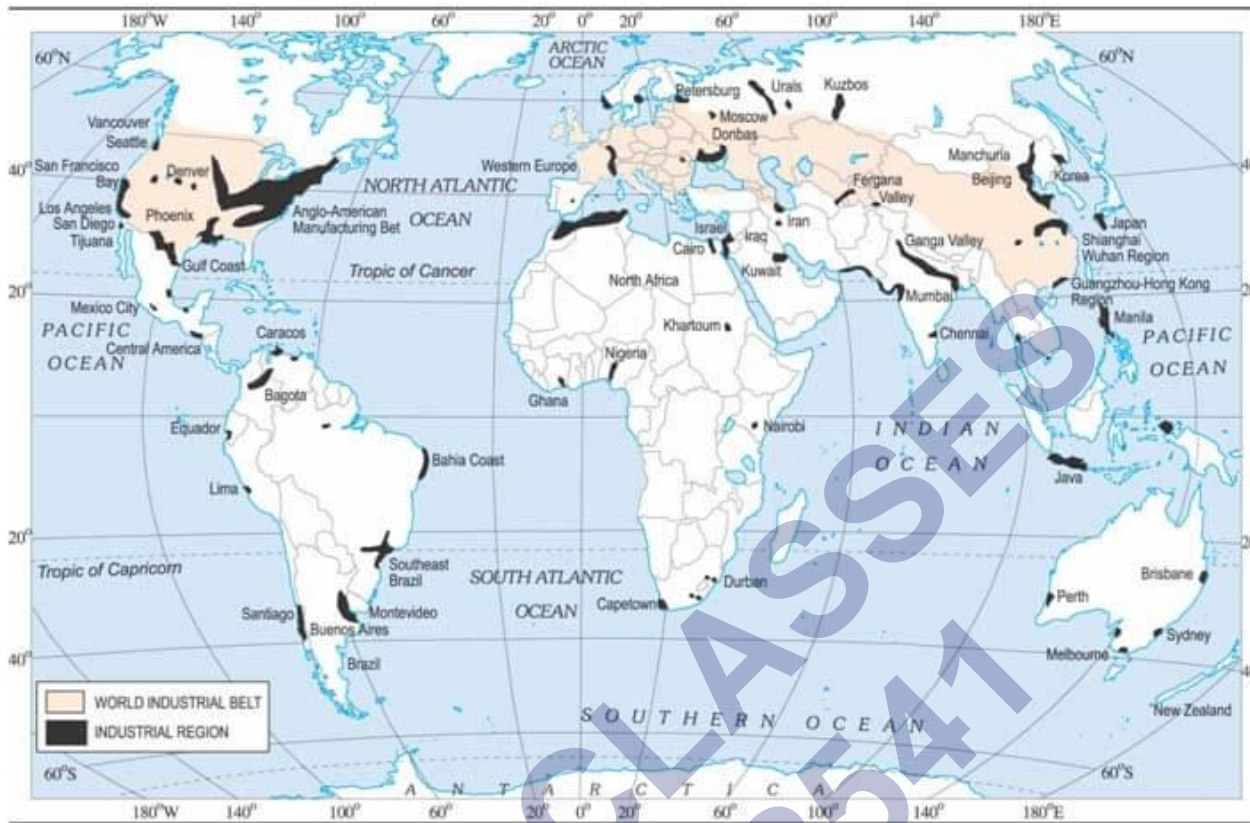 180°W 140° 100° 60° 20° 0° 20° 60° 100° 140° 180°E
60°N
ARCTIC
OCEAN
60°N
Petersburg
Urals
Kuzbos
Moscow
Donbas
Vancouver
Seattle
San Francisco
Bay
Denver
Los Angeles
San Diego
Tijuana
Phoenix
Gulf Coast
Anglo-American
Manufacturing Bet
NORTH ATLANTIC
OCEAN
Western Europe
Manchuria
Beijing
Korea
Japan
Fergana
Valley
Iran
Israel
Iraq
Cairo
Kuwait
Ganga Valley
Shianghai
Wuhan Region
Guangzhou-Hong Kong
Region
Mumbai
Manila
Chennai
40°
20°
Tropic of Cancer
North Africa
Khartoum
Nigeria
Ghana
Nairobi
Mexico City
PACIFIC
OCEAN
Central America
Caracos
Bagota
Equador
Lima
Bahia Coast
PACIFIC
OCEAN
INDIAN
OCEAN
Java
20°
Tropic of Capricorn
Southeast
Brazil
Santiago
Montevideo
Buenos Aires
Brazil
SOUTH ATLANTIC
OCEAN
Capetown
Durban
Brisbane
Perth
Sydney
Melbourne
New Zealand
40°
WORLD INDUSTRIAL BELT
INDUSTRIAL REGION
SOUTHERN OCEAN
60°S
60°S
ANTARCTICA
180°W 140° 100° 60° 20° 0° 20° 60° 100° 140° 180°E
CLASSES
541